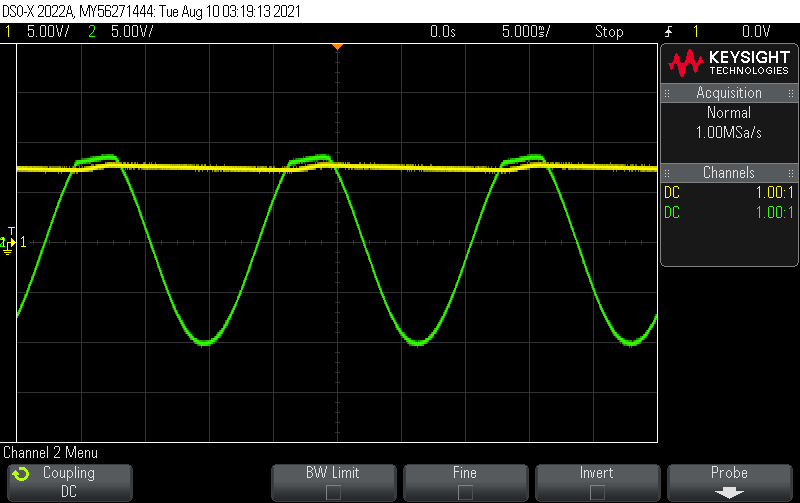 DSO-X 2022A, MY56271444: Tue Aug 10 03:19:13 2021
1 5.00V/ 2 5.00V/ 0.0s 5.000ms/ Stop 1 0.0V
KEYSIGHT
TECHNOLOGIES
Acquisition
Normal
1.00MSa/s
Channels
DC 1.00:1
DC 1.00:1
T
2
1
Channel 2 Menu
Coupling
DC
BW Limit
Fine
Invert
Probe